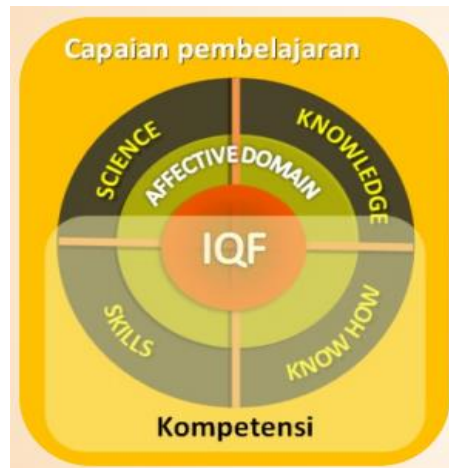 Capaian pembelajaran
SCIENCE
KNOWLEDGE
AFFECTIVE DOMAIN
IQF
SKILLS
KNOW HOW
Kompetensi